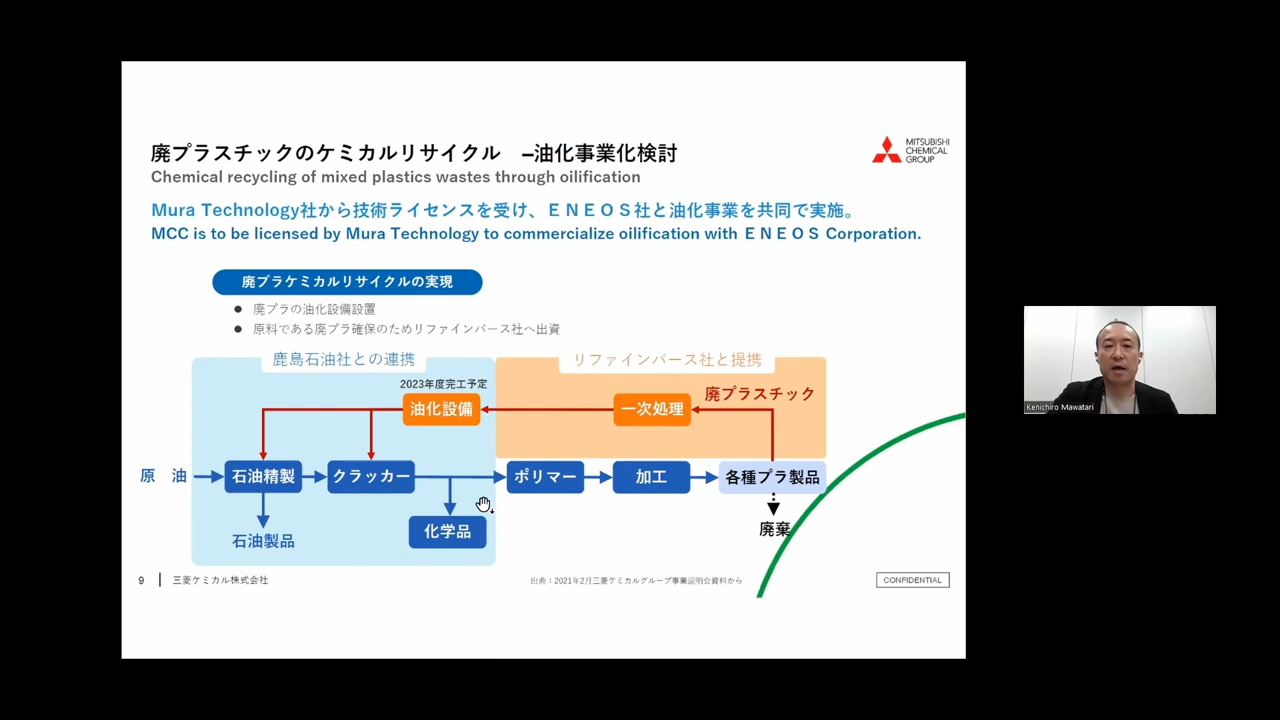 廃プラスチックのケミカルリサイクル –油化事業化検討
Chemical recycling of mixed plastics wastes through oilification
MITSUBISHI
CHEMICAL
GROUP
Mura Technology社から技術ライセンスを受け、ＥＮＥＯＳ社と油化事業を共同で実施。
MCC is to be licensed by Mura Technology to commercialize oilification with ＥＮＥＯＳ Corporation.
廃プラケミカルリサイクルの実現
● 廃プラの油化設備設置
● 原料である廃プラ確保のためリファインバース社へ出資
鹿島石油社との連携
リファインバース社と提携
2023年度完工予定
油化設備
一次処理
廃プラスチック
原 油
石油精製
クラッカー
ポリマー
加工
各種プラ製品
石油製品
化学品
廃棄
9
三菱ケミカル株式会社
出典：2021年2月三菱ケミカルグループ事業説明会資料から
CONFIDENTIAL
Kenichiro Mawatari